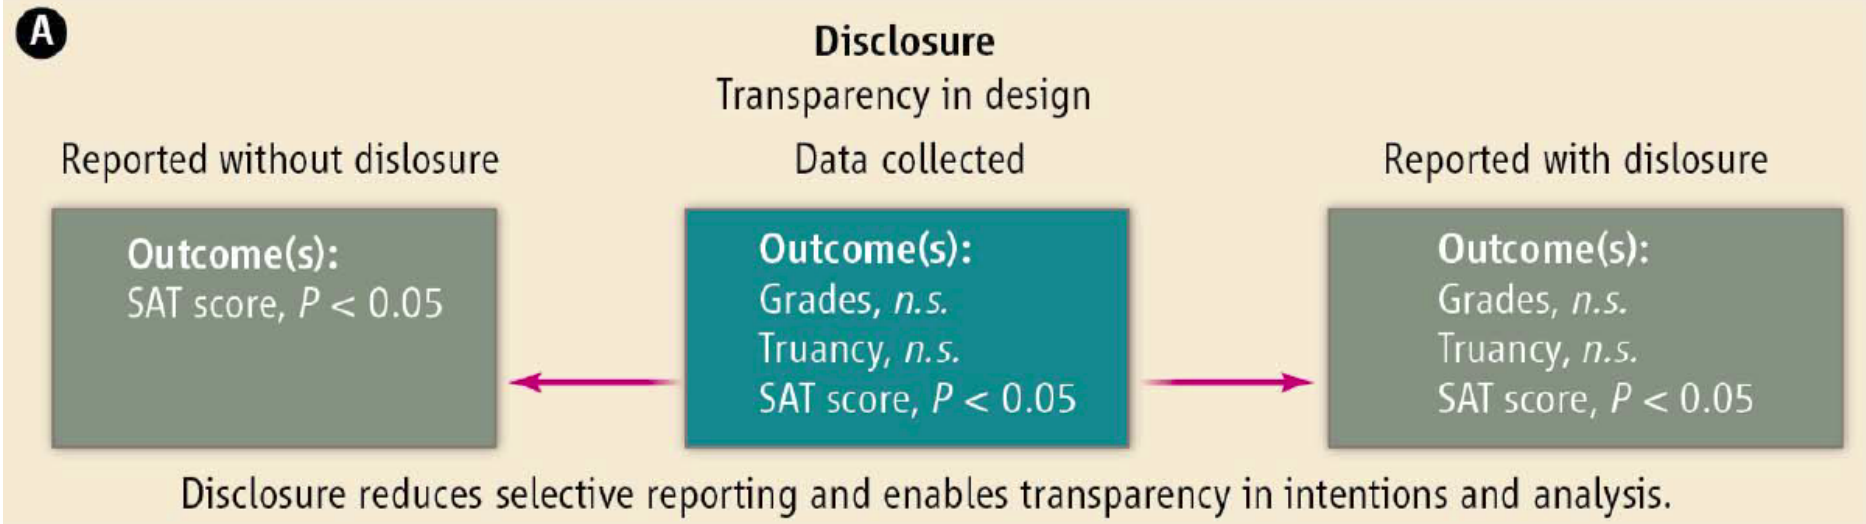 A
Disclosure
Transparency in design
Reported without dislosure
Data collected
Reported with dislosure
Outcome(s):
SAT score, P < 0.05
Outcome(s):
Grades, n.s.
Truancy, n.s.
SAT score, P < 0.05
Outcome(s):
Grades, n.s.
Truancy, n.s.
SAT score, P < 0.05
Disclosure reduces selective reporting and enables transparency in intentions and analysis.